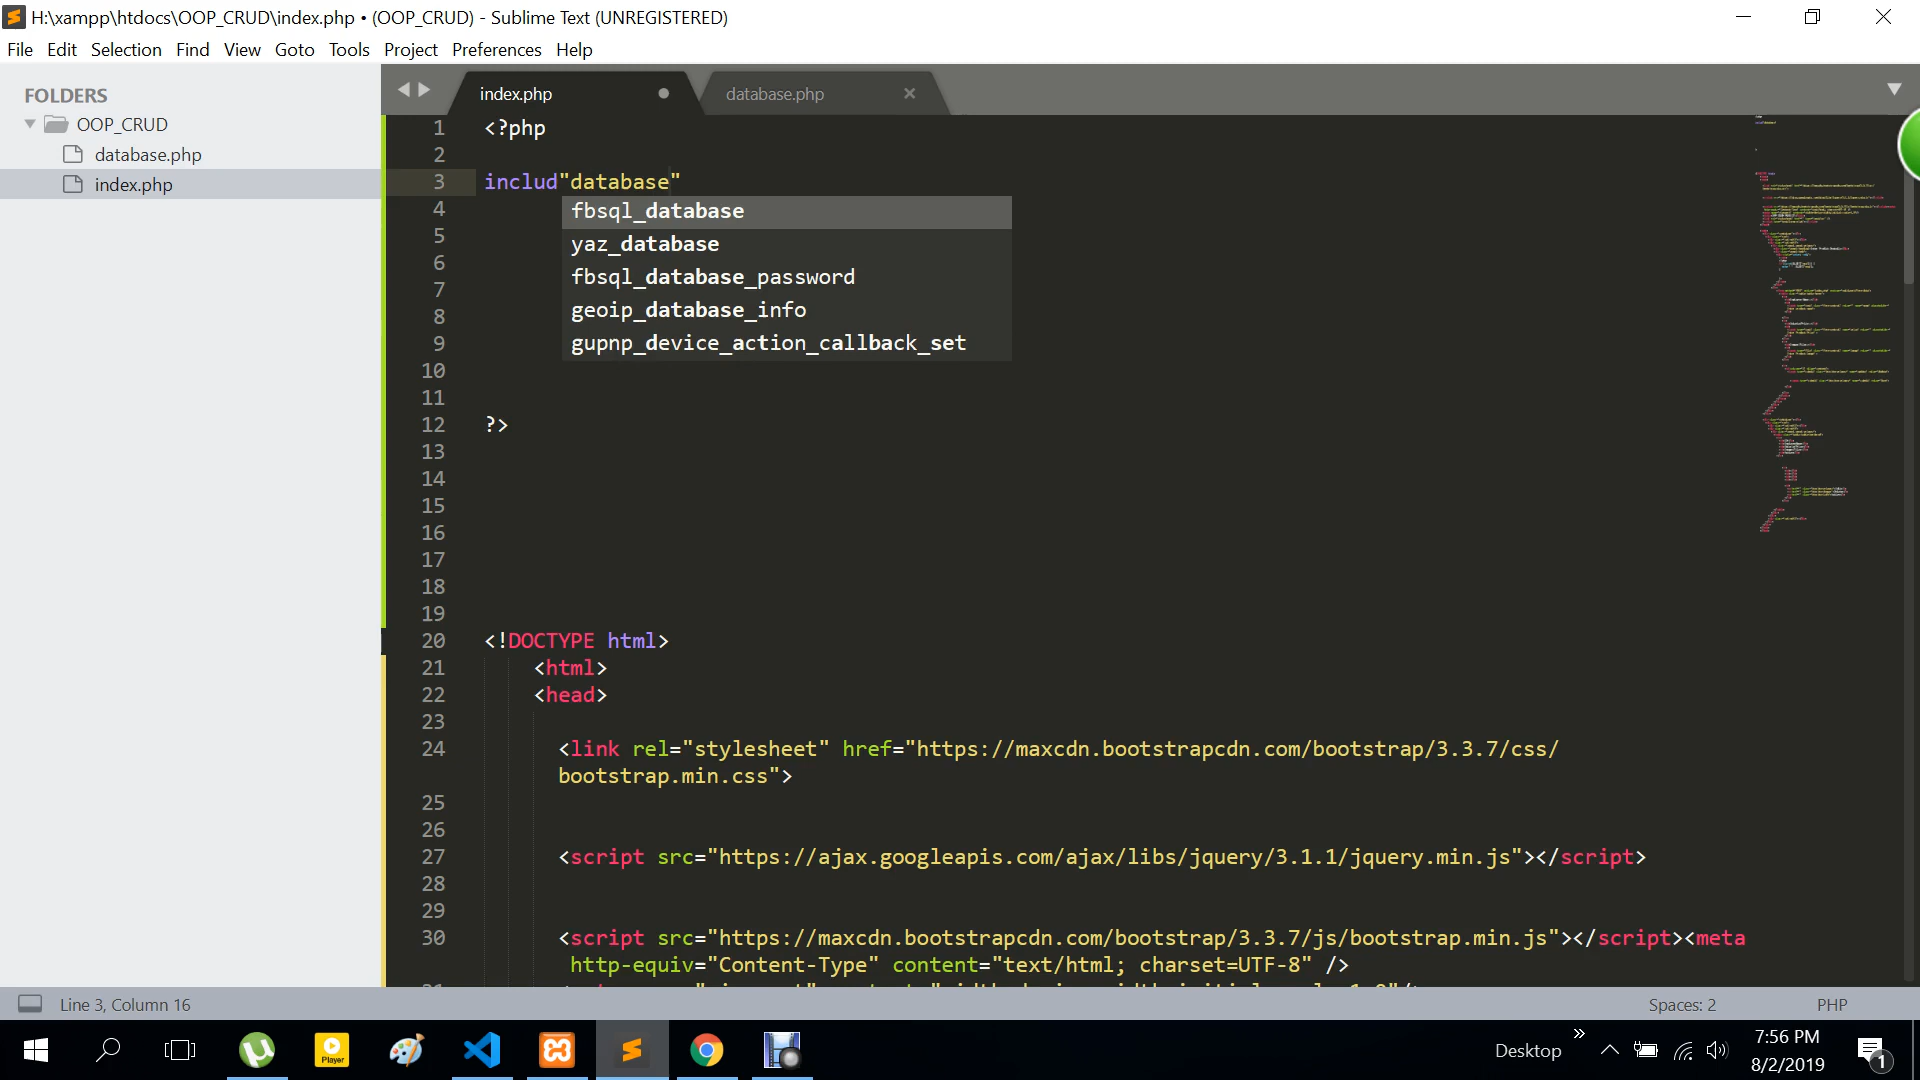 H:\xampp\htdocs\OOP_CRUD\index.php • (OOP_CRUD) - Sublime Text (UNREGISTERED)
File Edit Selection Find View Goto Tools Project Preferences Help
FOLDERS
OOP_CRUD
database.php
index.php
index.php
database.php
1 <?php
2
3 includ"database"
fbsql_database
yaz_database
fbsql_database_password
geoip_database_info
gupnp_device_action_callback_set
4
5
6
7
8
9
10
11
12 ?>
13
14
15
16
17
18
19
20 <!DOCTYPE html>
21 <html>
22 <head>
23
24 <link rel="stylesheet" href="https://maxcdn.bootstrapcdn.com/bootstrap/3.3.7/css/
bootstrap.min.css">
25
26
27 <script src="https://ajax.googleapis.com/ajax/libs/jquery/3.1.1/jquery.min.js"></script>
28
29
30 <script src="https://maxcdn.bootstrapcdn.com/bootstrap/3.3.7/js/bootstrap.min.js"></script><meta
http-equiv="Content-Type" content="text/html; charset=UTF-8" />
Line 3, Column 16
Spaces: 2
PHP
Player
Desktop
7:56 PM
8/2/2019
1